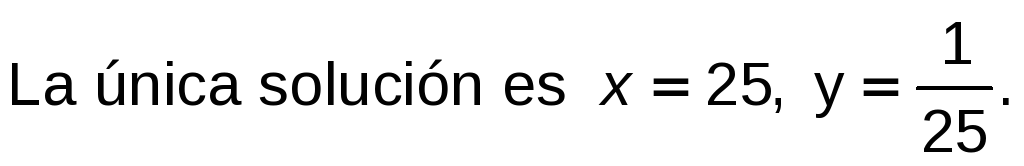 La única solución es x = 25, y = 1/25.